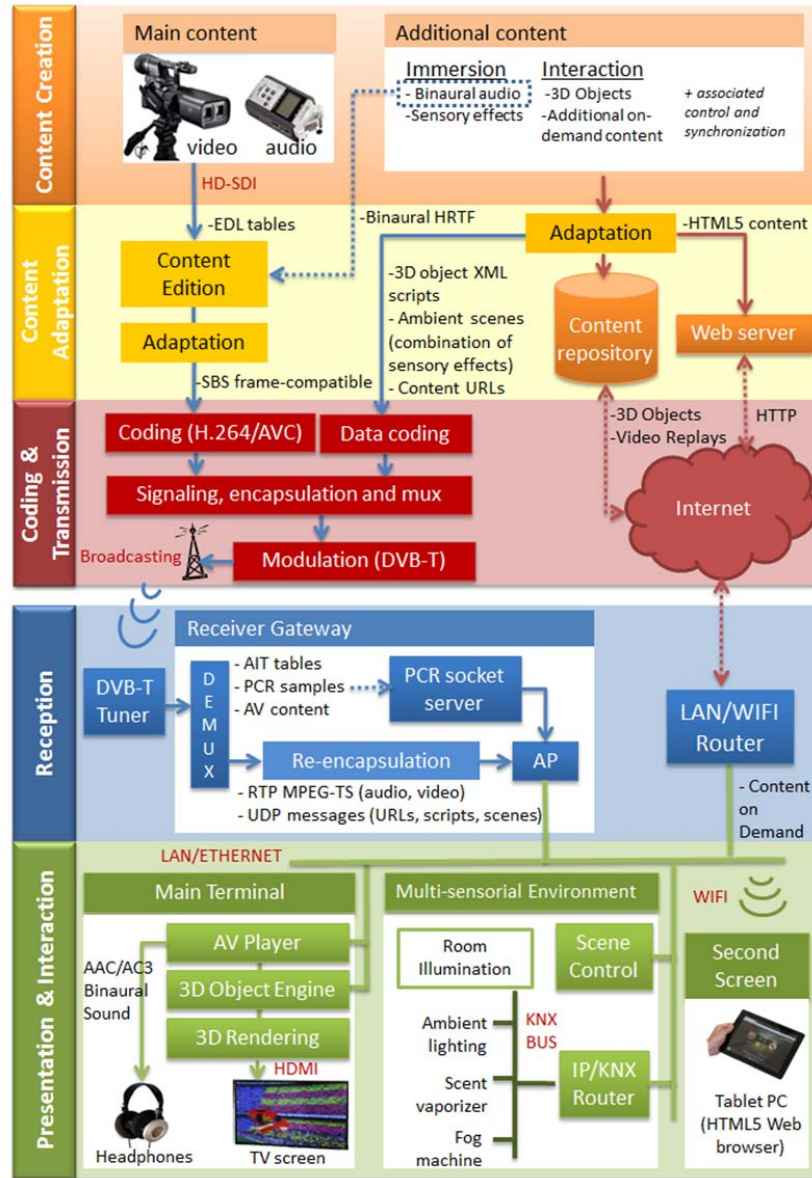 Content Creation
Main content
video
audio
HD-SDI
Additional content
Immersion
- Binaural audio
-Sensory effects
Interaction
-3D Objects
-Additional on-
demand content
+ associated
control and
synchronization
Content
Adaptation
-EDL tables
Content
Edition
Adaptation
-SBS frame-compatible
-Binaural HRTF
-3D object XML
scripts
- Ambient scenes
(combination of
sensory effects)
- Content URLs
Adaptation
-HTML5 content
Content
repository
Web server
Coding &
Transmission
Coding (H.264/AVC)
Data coding
Signaling, encapsulation and mux
Broadcasting
Modulation (DVB-T)
-3D Objects
-Video Replays
HTTP
Internet
Reception
DVB-T
Tuner
Receiver Gateway
DEMUX
- AIT tables
- PCR samples
- AV content
PCR socket
server
Re-encapsulation
AP
- RTP MPEG-TS (audio, video)
- UDP messages (URLs, scripts, scenes)
LAN/WIFI
Router
- Content
on
Demand
Presentation & Interaction
LAN/ETHERNET
Main Terminal
AV Player
3D Object Engine
3D Rendering
AAC/AC3
Binaural
Sound
HDMI
Headphones
TV screen
Multi-sensorial Environment
Room
Illumination
Scene
Control
Ambient
lighting
KNX
BUS
Scent
vaporizer
IP/KNX
Router
Fog
machine
WIFI
Second
Screen
Tablet PC
(HTML5 Web
browser)